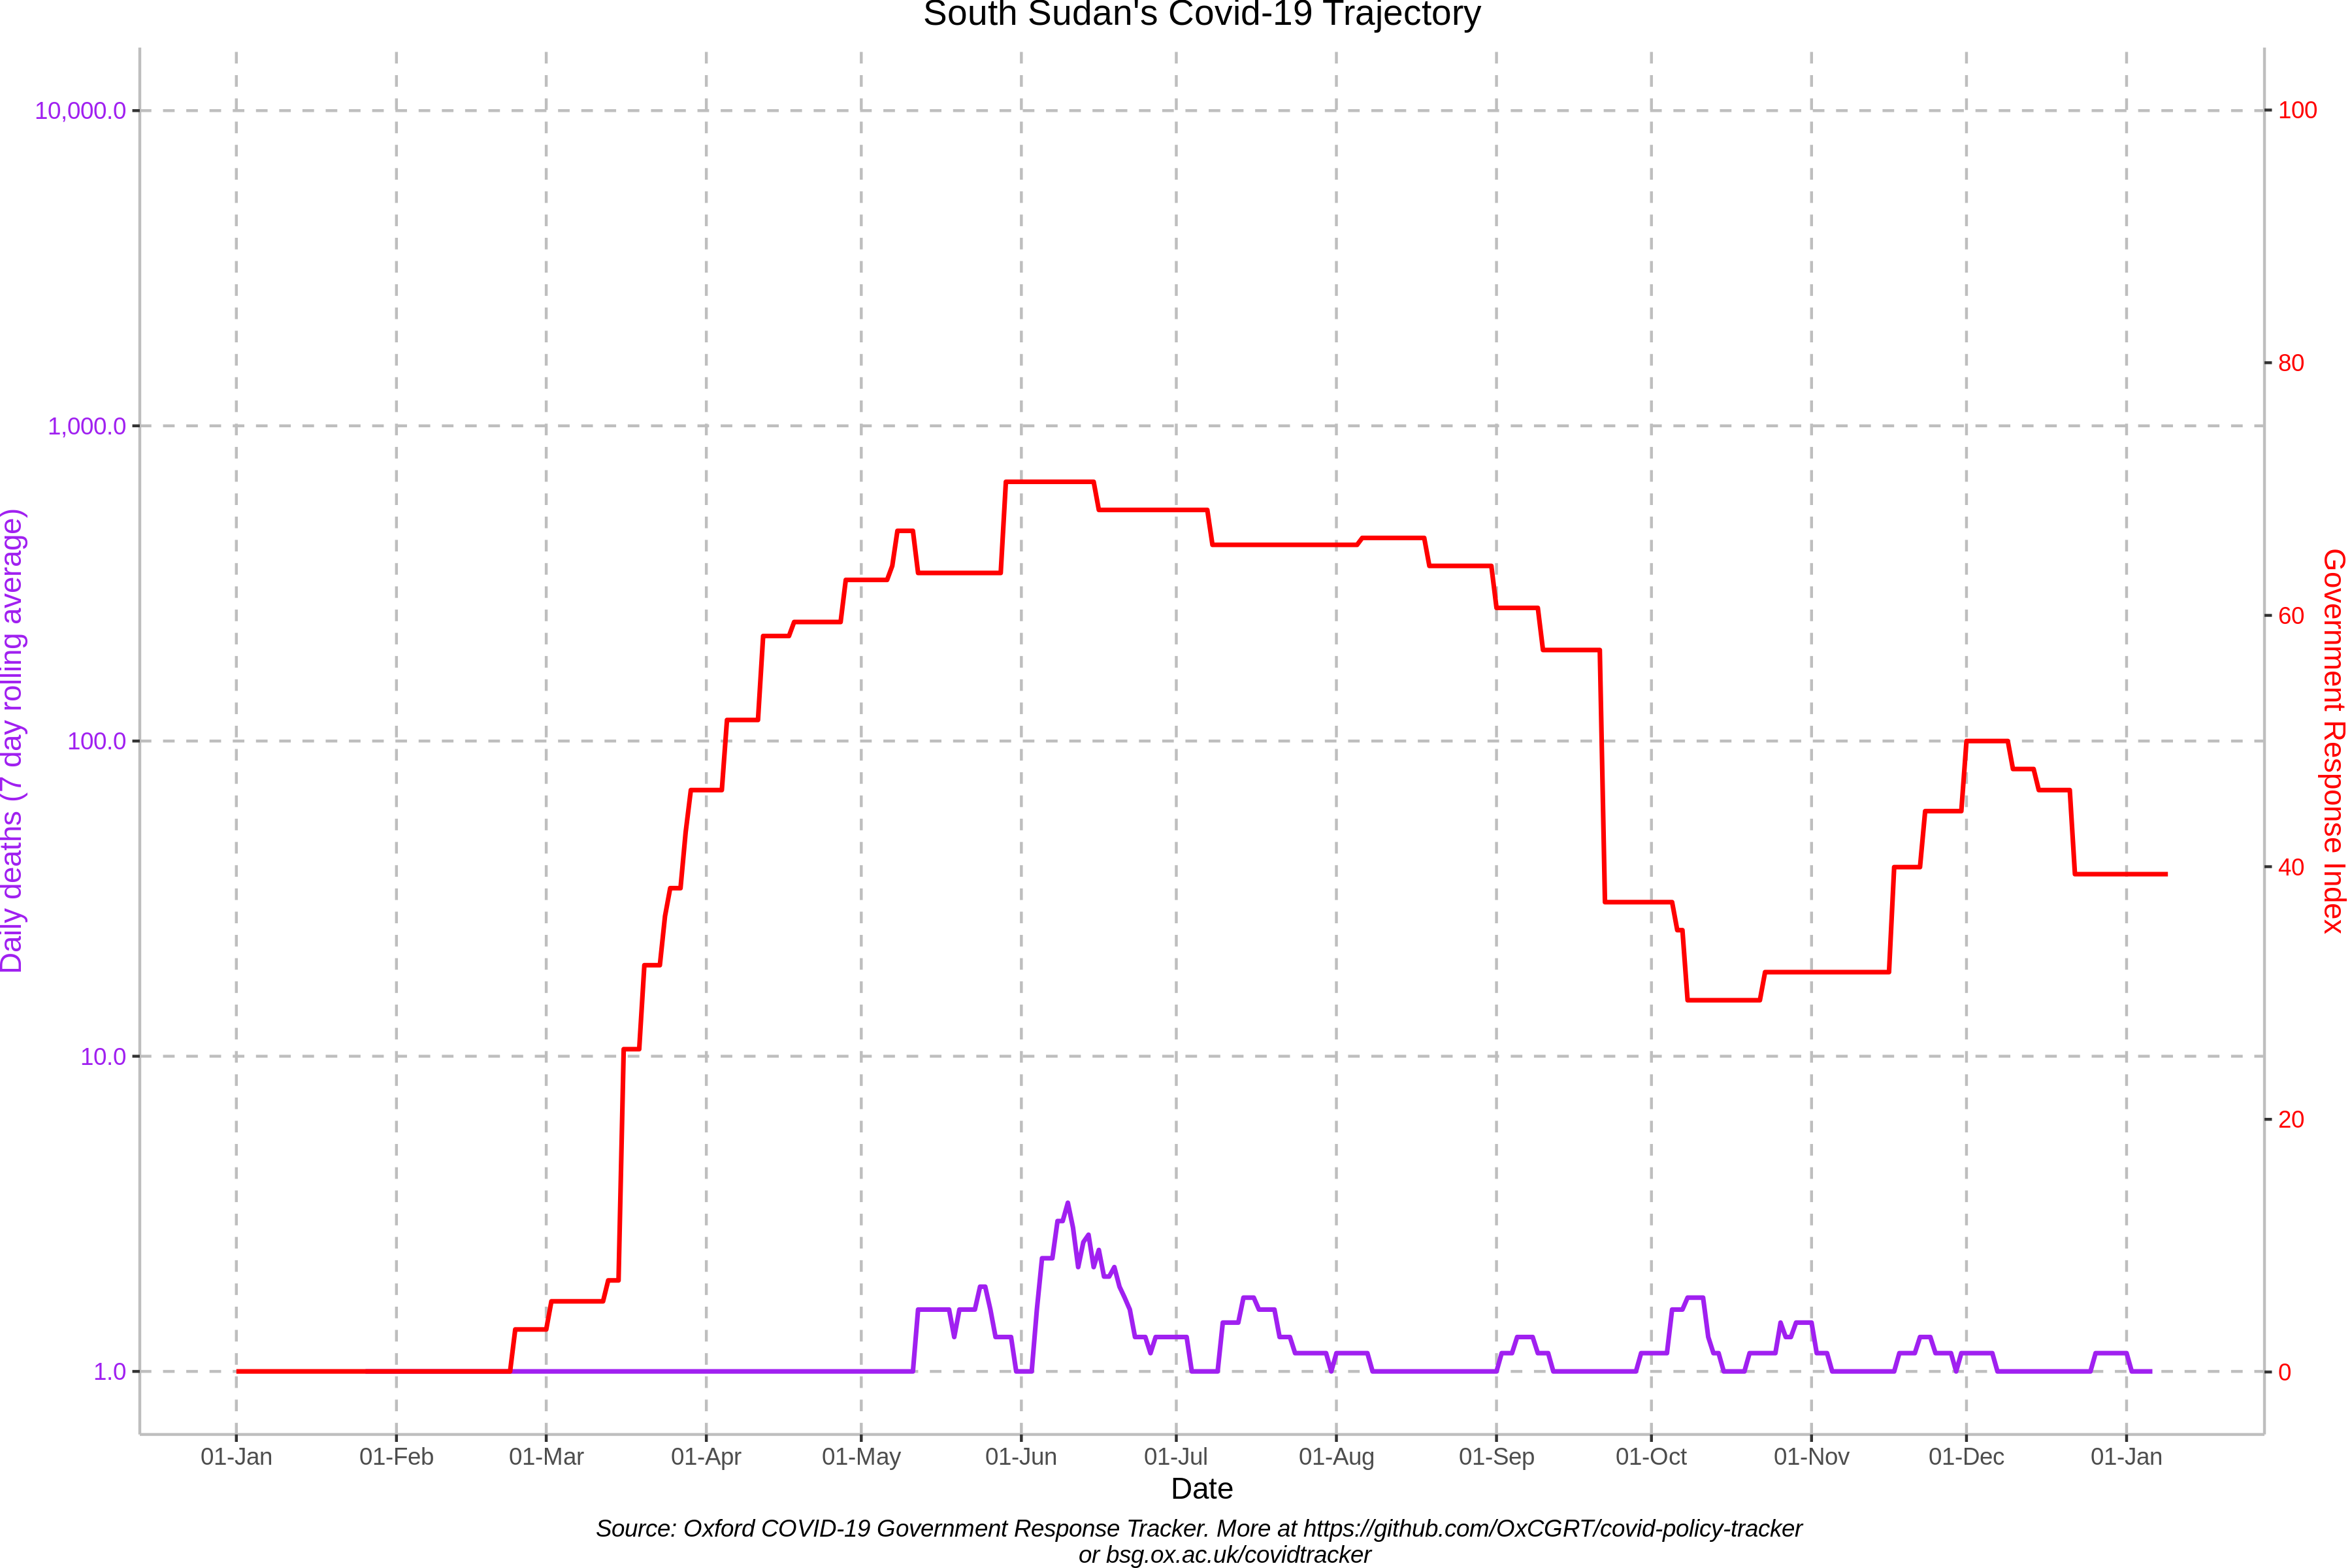 South Sudan's Covid-19 Trajectory
10,000.0
1,000.0
100.0
10.0
1.0
Daily deaths (7 day rolling average)
100
80
60
40
20
0
Government Response Index
01-Jan 01-Feb 01-Mar 01-Apr 01-May 01-Jun 01-Jul 01-Aug 01-Sep 01-Oct 01-Nov 01-Dec 01-Jan
Date
Source: Oxford COVID-19 Government Response Tracker. More at https://github.com/OxCGRT/covid-policy-tracker
or bsg.ox.ac.uk/covidtracker